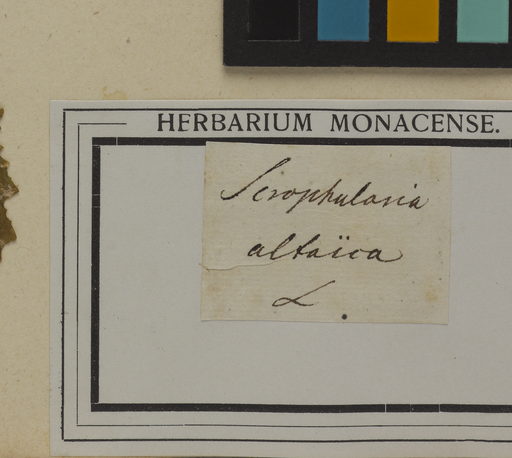 HERBARIUM MONACENSE.
Scrophularia
altaïca
L.